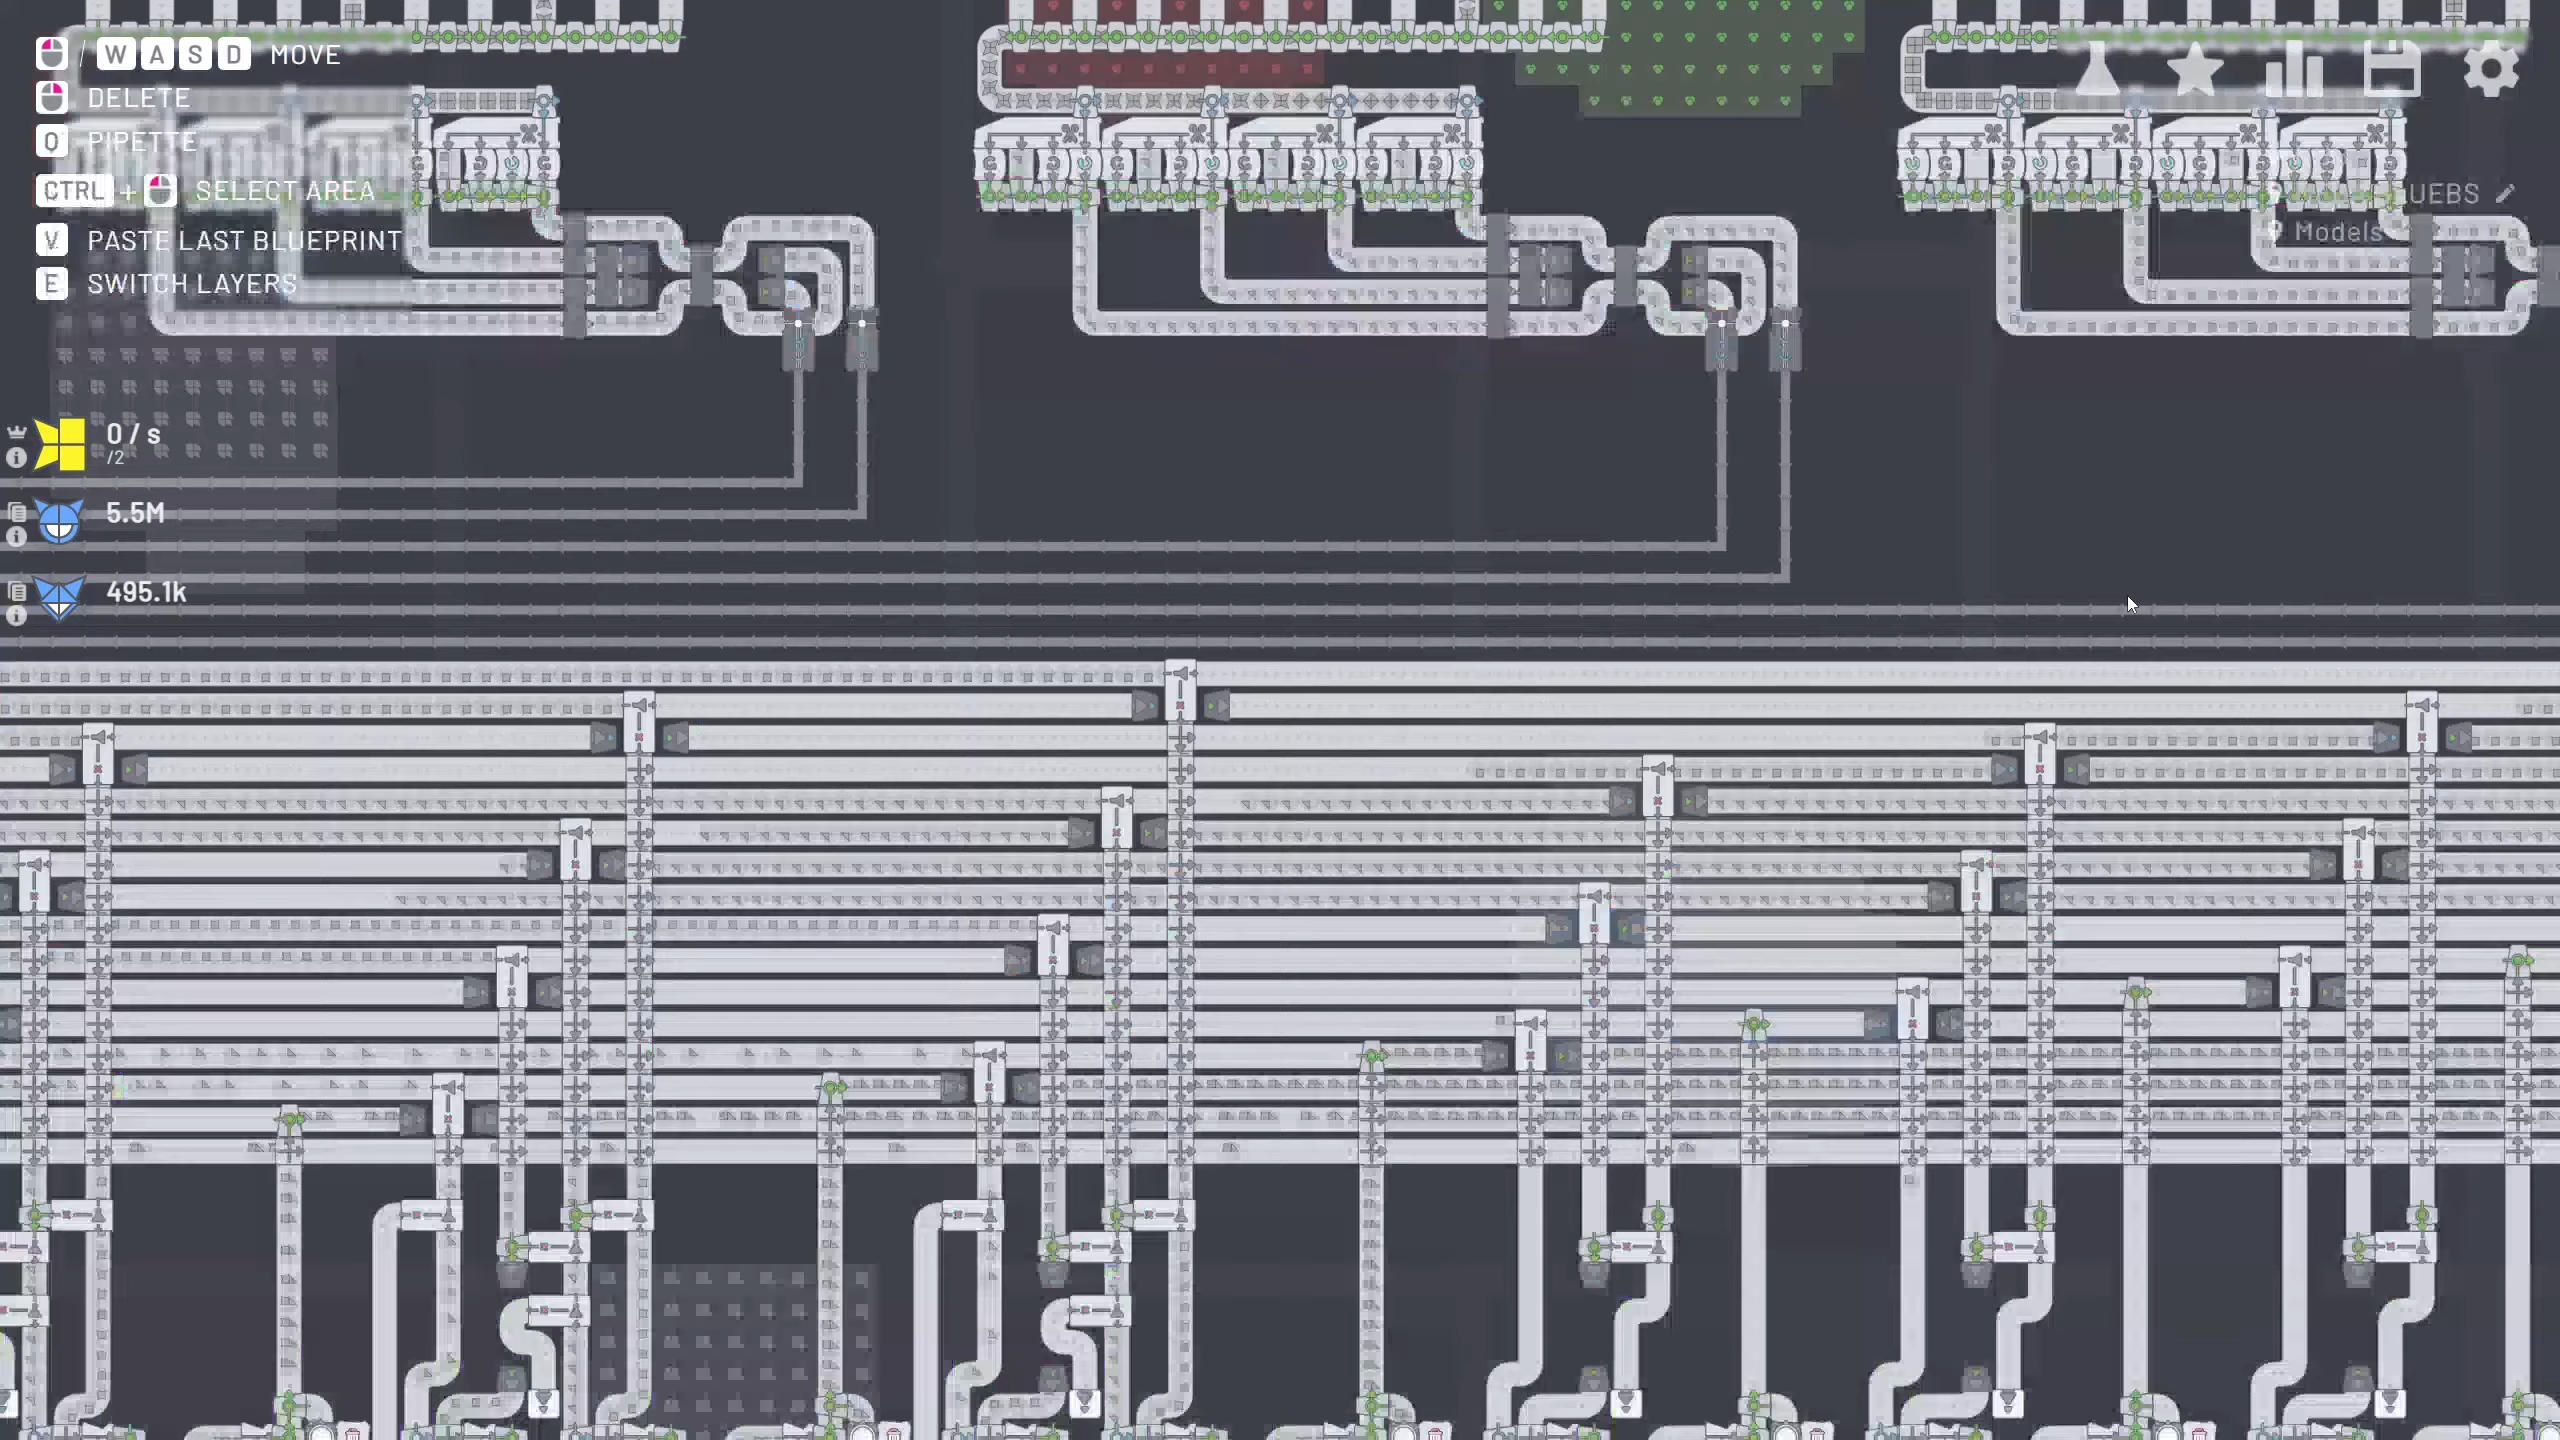 / W A S D MOVE
DELETE
Q PIPETTE
CTRL + SELECT AREA
V PASTE LAST BLUEPRINT
E SWITCH LAYERS
UEBS
Models
0 / s
/2
5.5M
495.1k